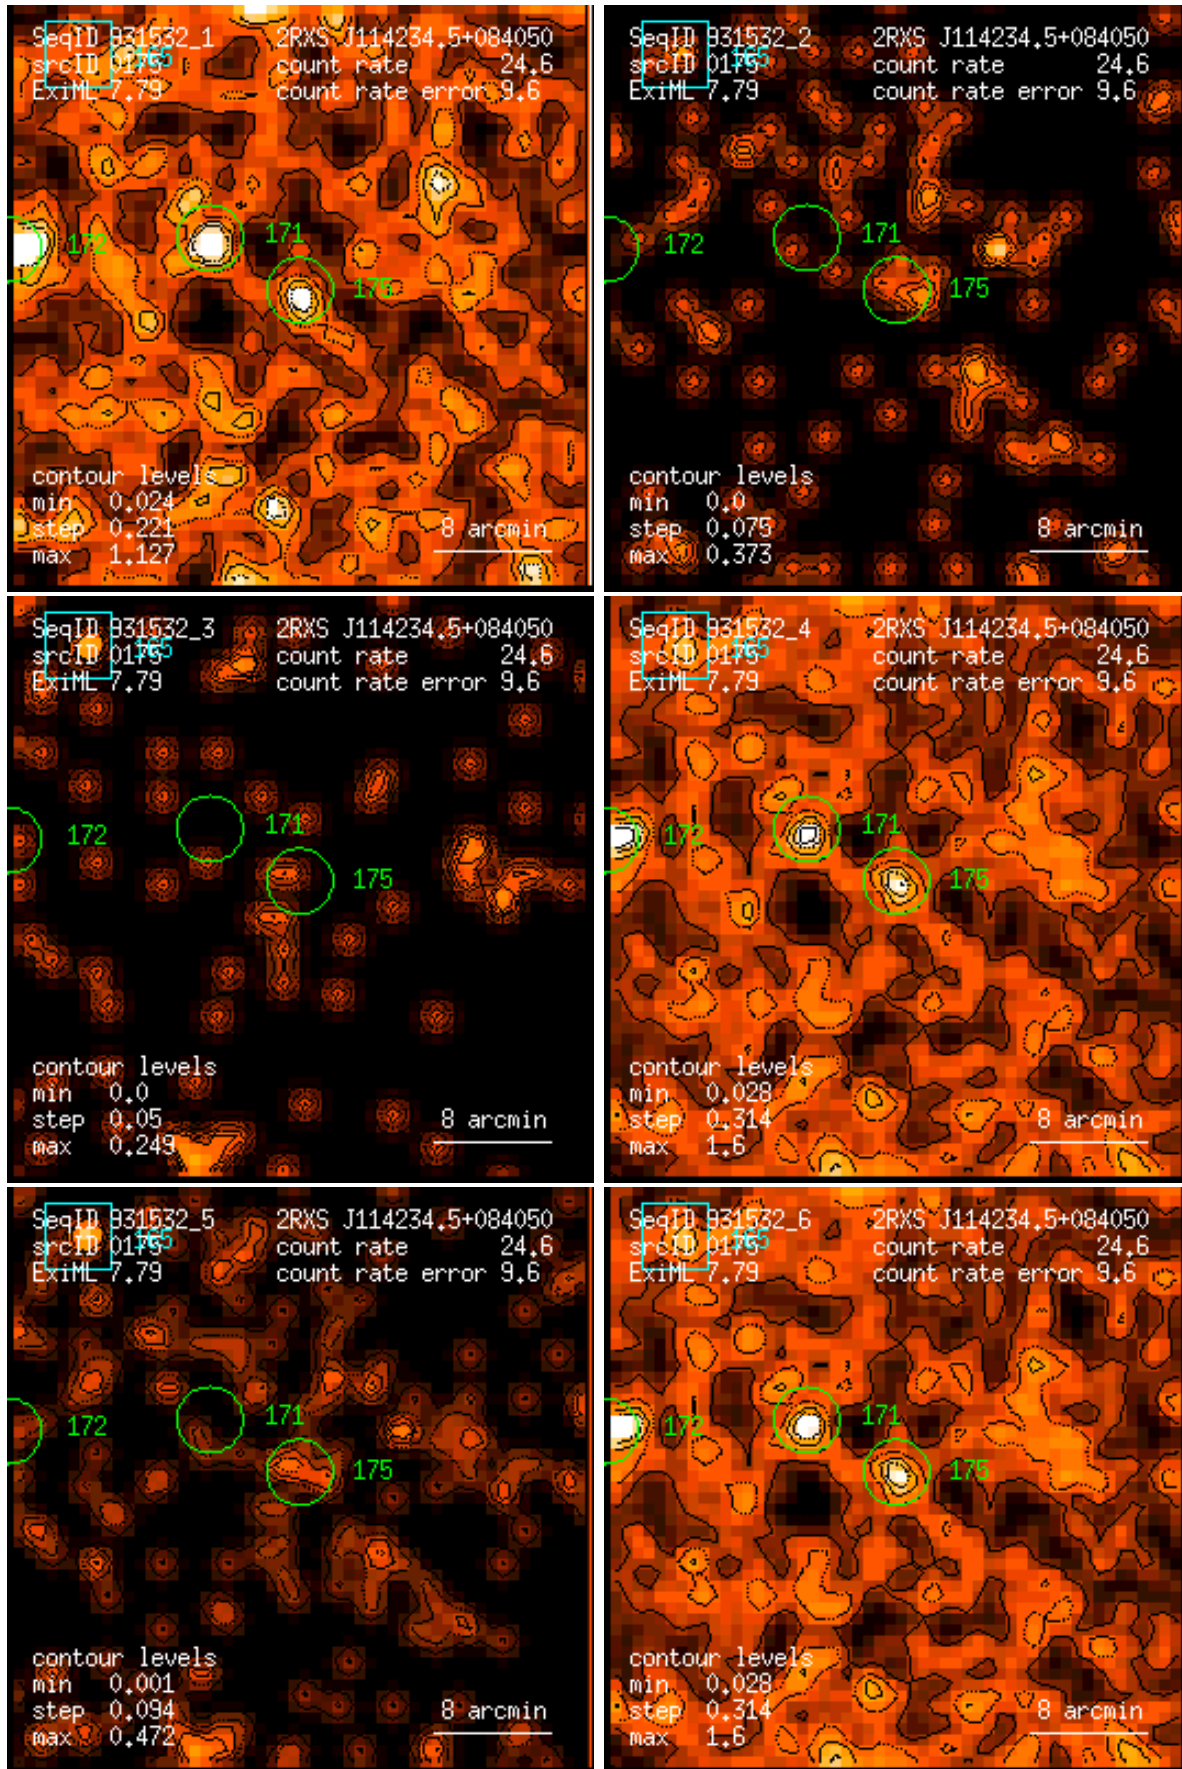 SeqID 931532_1 2RXS J114234.5+084050
srcID 0175 165 count rate 24.6
ExiML 7.79 count rate error 9.6
171
172
175
contour levels
min 0.024
step 0.221 8 arcmin
max 1.127
SeqID 931532_2 2RXS J114234.5+084050
srcID 0175 165 count rate 24.6
ExiML 7.79 count rate error 9.6
171
172
175
contour levels
min 0.0
step 0.075 8 arcmin
max 0.373
SeqID 931532_3 2RXS J114234.5+084050
srcID 0175 165 count rate 24.6
ExiML 7.79 count rate error 9.6
171
172
175
contour levels
min 0.0
step 0.05 8 arcmin
max 0.249
SeqID 931532_4 2RXS J114234.5+084050
srcID 0175 165 count rate 24.6
ExiML 7.79 count rate error 9.6
171
172
175
contour levels
min 0.028
step 0.314 8 arcmin
max 1.6
SeqID 931532_5 2RXS J114234.5+084050
srcID 0175 165 count rate 24.6
ExiML 7.79 count rate error 9.6
171
172
175
contour levels
min 0.001
step 0.094 8 arcmin
max 0.472
SeqID 931532_6 2RXS J114234.5+084050
srcID 0175 165 count rate 24.6
ExiML 7.79 count rate error 9.6
171
172
175
contour levels
min 0.028
step 0.314 8 arcmin
max 1.6